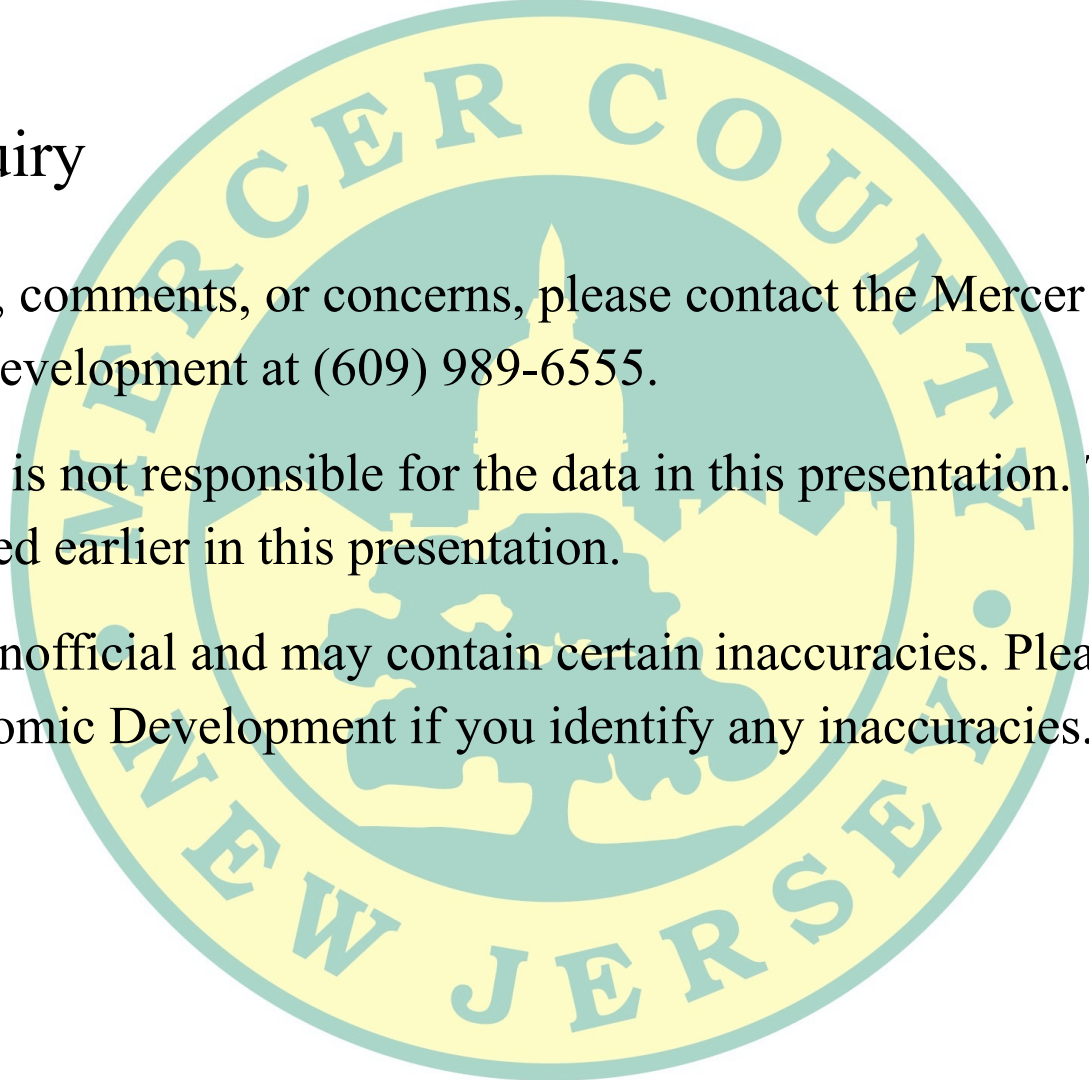 uiry
, comments, or concerns, please contact the Mercer
evelopment at (609) 989-6555.
is not responsible for the data in this presentation.
ed earlier in this presentation.
nofficial and may contain certain inaccuracies. Plea
omic Development if you identify any inaccuracies.
MERCER COUNTY
NEW JERSEY